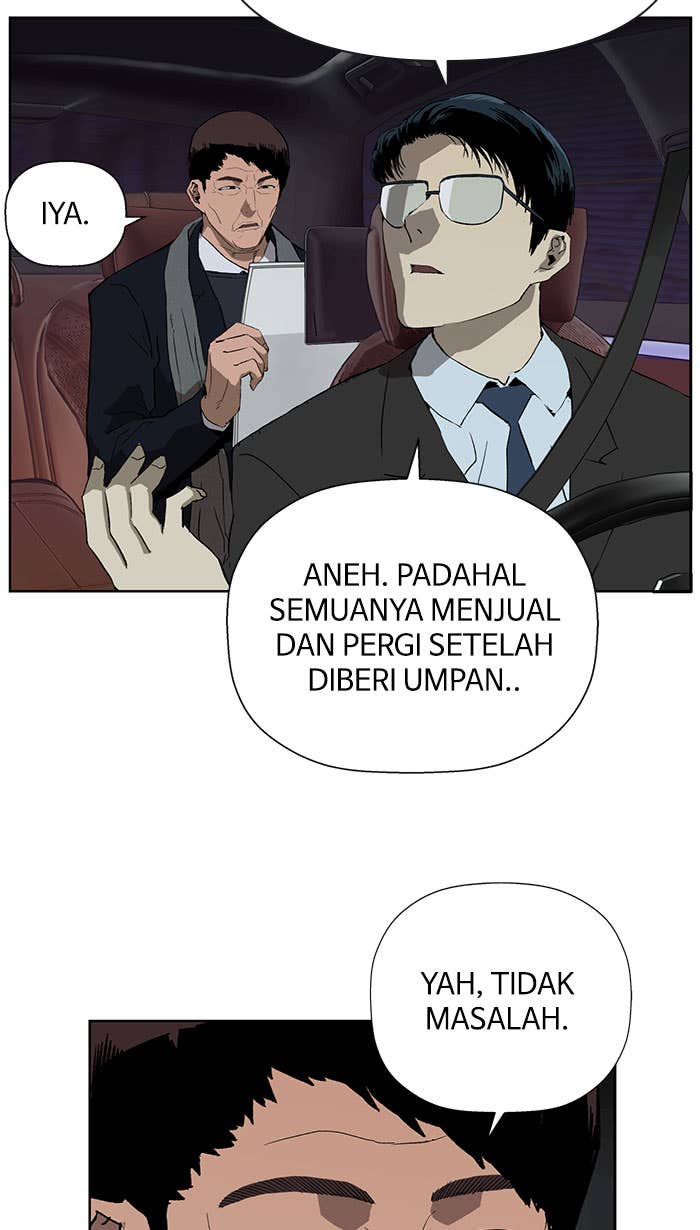 IYA.
ANEH. PADAHAL
SEMUANYA MENJUAL
DAN PERGI SETELAH
DIBERI UMPAN..
YAH, TIDAK
MASALAH.